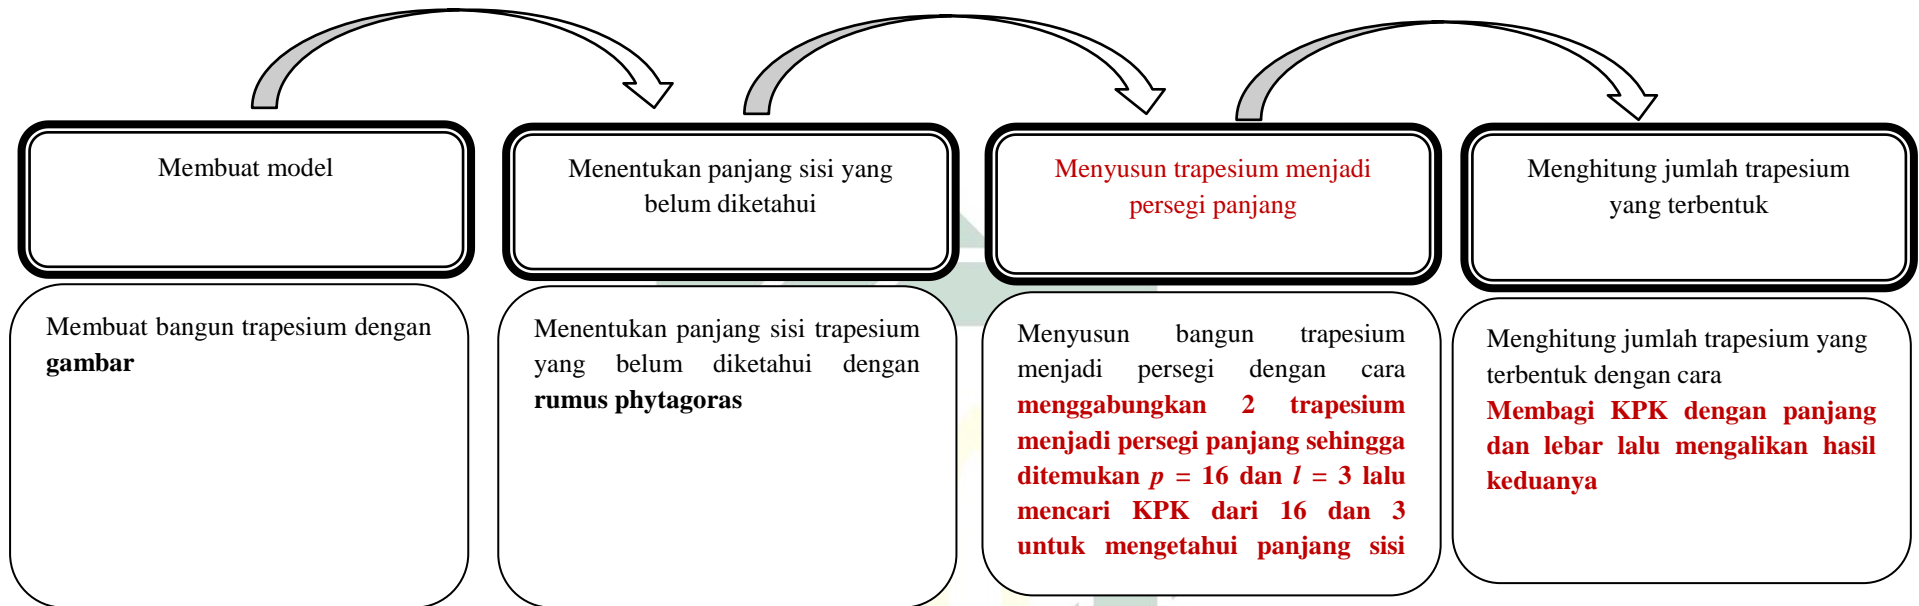 Membuat model
Menentukan panjang sisi yang
belum diketahui
Menyusun trapesium menjadi
persegi panjang
Menghitung jumlah trapesium
yang terbentuk
Membuat bangun trapesium dengan
gambar
Menentukan panjang sisi trapesium
yang belum diketahui dengan
rumus phytagoras
Menyusun bangun trapesium
menjadi persegi dengan cara
menggabungkan 2 trapesium
menjadi persegi panjang sehingga
ditemukan p = 16 dan l = 3 lalu
mencari KPK dari 16 dan 3
untuk mengetahui panjang sisi
Menghitung jumlah trapesium yang
terbentuk dengan cara
Membagi KPK dengan panjang
dan lebar lalu mengalikan hasil
keduanya